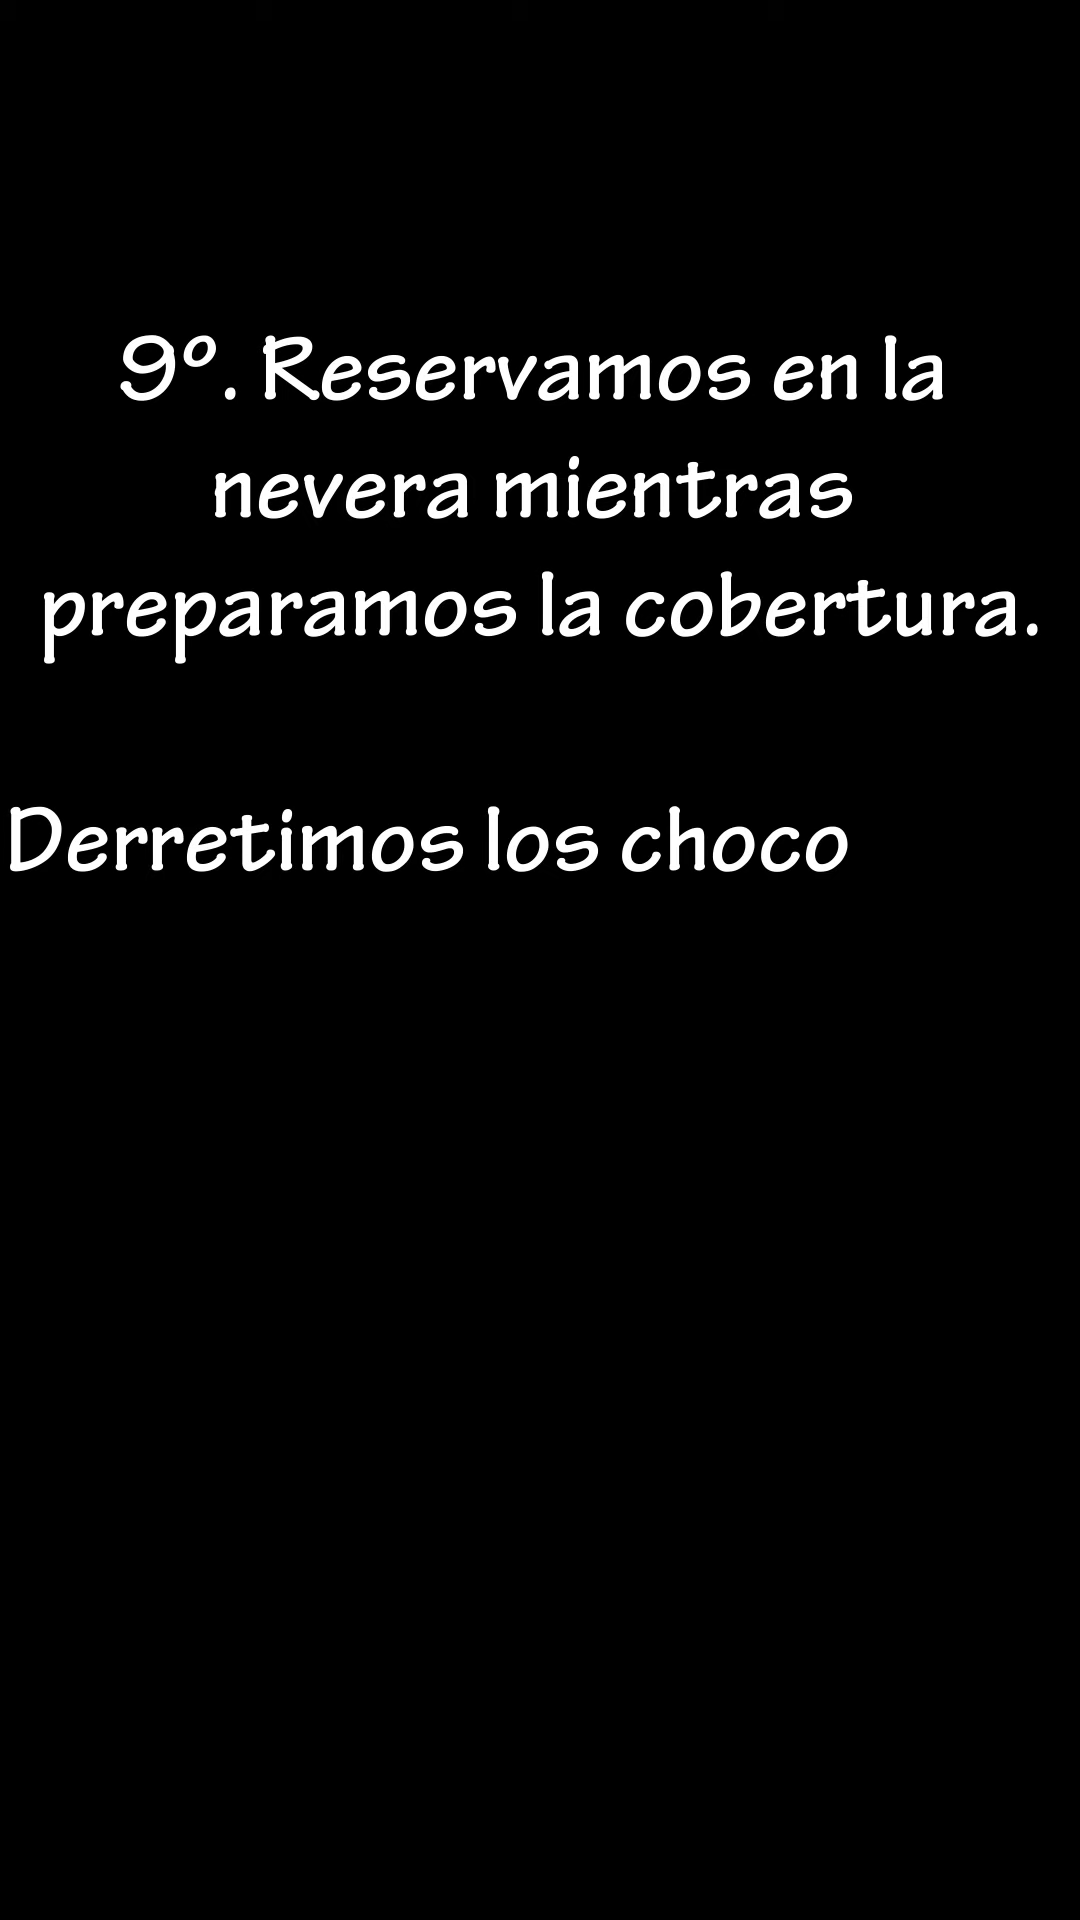 9º. Reservamos en la
nevera mientras
preparamos la cobertura.
Derretimos los choco